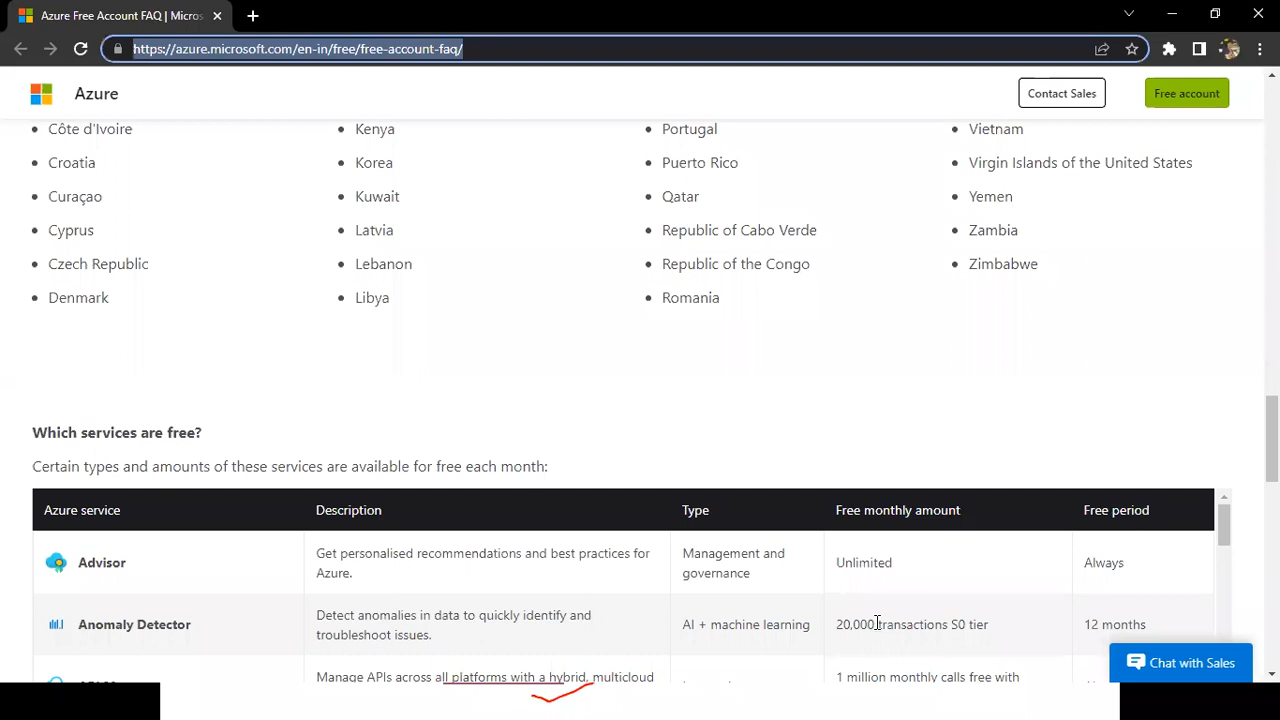 Azure Free Account FAQ | Micros
https://azure.microsoft.com/en-in/free/free-account-faq/
Azure
Contact Sales
Free account
Côte d'Ivoire
Kenya
Portugal
Vietnam
Croatia
Korea
Puerto Rico
Virgin Islands of the United States
Curaçao
Kuwait
Qatar
Yemen
Cyprus
Latvia
Republic of Cabo Verde
Zambia
Czech Republic
Lebanon
Republic of the Congo
Zimbabwe
Denmark
Libya
Romania
Which services are free?
Certain types and amounts of these services are available for free each month:
Azure service
Description
Type
Free monthly amount
Free period
Advisor
Get personalised recommendations and best practices for
Azure.
Management and
governance
Unlimited
Always
Anomaly Detector
Detect anomalies in data to quickly identify and
troubleshoot issues.
AI + machine learning
20,000 transactions S0 tier
12 months
Manage APIs across all platforms with a hybrid, multicloud
1 million monthly calls free with
Chat with Sales